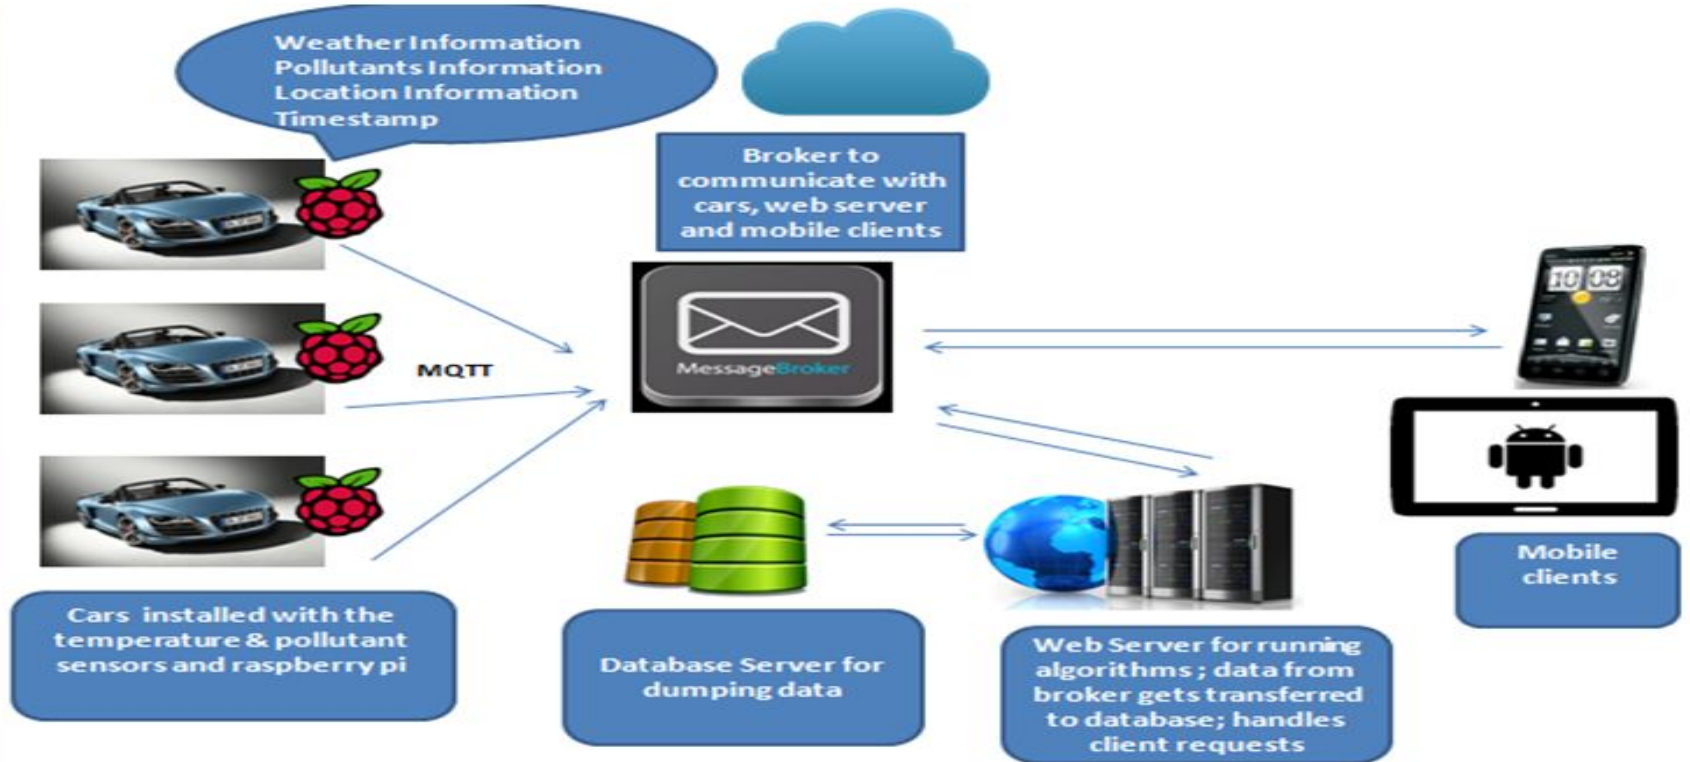 Weather Information
Pollutants Information
Location Information
Timestamp
Broker to
communicate with
cars, web server
and mobile clients
MessageBroker
10 08
MQTT
Cars installed with the
temperature & pollutant
sensors and raspberry pi
Database Server for
dumping data
Web Server for running
algorithms ; data from
broker gets transferred
to database; handles
client requests
Mobile
clients